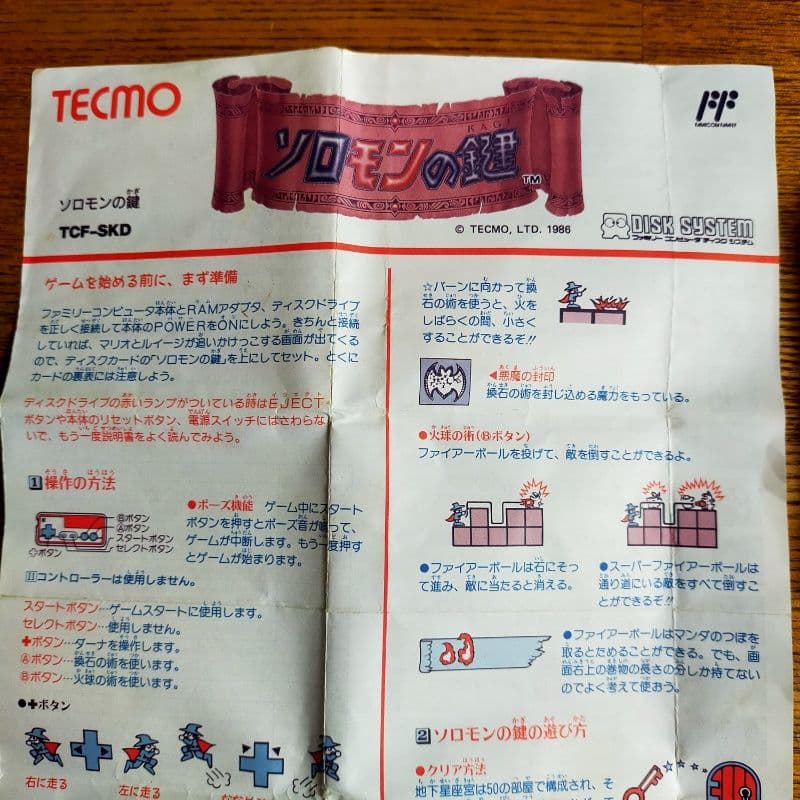 TECMO
KAGI
ソロモンの鍵
TM
FAMICOM FAMILY
ソロモンの鍵
かぎ
TCF-SKD
© TECMO, LTD. 1986
DISK SYSTEM
ファミリー コンピュータ ディスク システム
ゲームを始める前に、まず準備
ファミリーコンピュータ本体とRAMアダプタ、ディスクドライブ
を正しく接続して本体のPOWERをONにしよう。きちんと接続
していれば、マリオとルイージが追いかけっこする画面が出てくる
ので、ディスクカードの「ソロモンの鍵」を上にしてセット。とくに
カードの裏表には注意しよう。
ディスクドライブの赤いランプがついている時はEJECT
ボタンや本体のリセットボタン、電源スイッチにはさわらな
いで、もう一度説明書をよく読んでみよう。
1 操作の方法
Ⓑボタン
Ⓐボタン
スタートボタン
セレクトボタン
✚ボタン
●ポーズ機能 ゲーム中にスタート
ボタンを押すとポーズ音が鳴って、
ゲームが中断します。もう一度押す
とゲームが始まります。
Ⅱコントローラーは使用しません。
スタートボタン…ゲームスタートに使用します。
セレクトボタン…使用しません。
✚ボタン…ダーナを操作します。
Ⓐボタン…換石の術を使います。
Ⓑボタン…火球の術を使います。
●✚ボタン
右に走る
左に走る
☆バーンに向かって換
石の術を使うと、火を
しばらくの間、小さく
することができるぞ!!
◀悪魔の封印
換石の術を封じ込める魔力をもっている。
●火球の術(Ⓑボタン)
ファイアーボールを投げて、敵を倒すことができるよ。
●ファイアーボールは石にそっ
て進み、敵に当たると消える。
●スーパーファイアーボールは
通り道にいる敵をすべて倒すこ
とができるぞ!!
●ファイアーボールはマンダのつぼを
取るとためることができる。でも、画
面石上の巻物の長さの分しか持てない
のでよく考えて使おう。
2 ソロモンの鍵の遊び方
●クリア方法
地下星座宮は50の部屋で構成され、そ